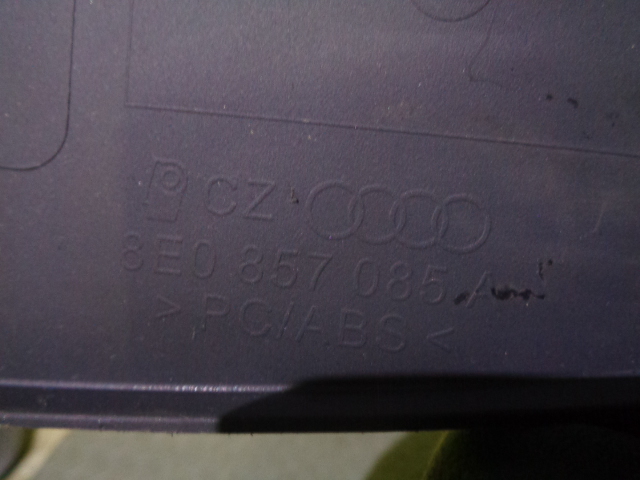 CZ
8E0 857 085 A
> PC/ABS <